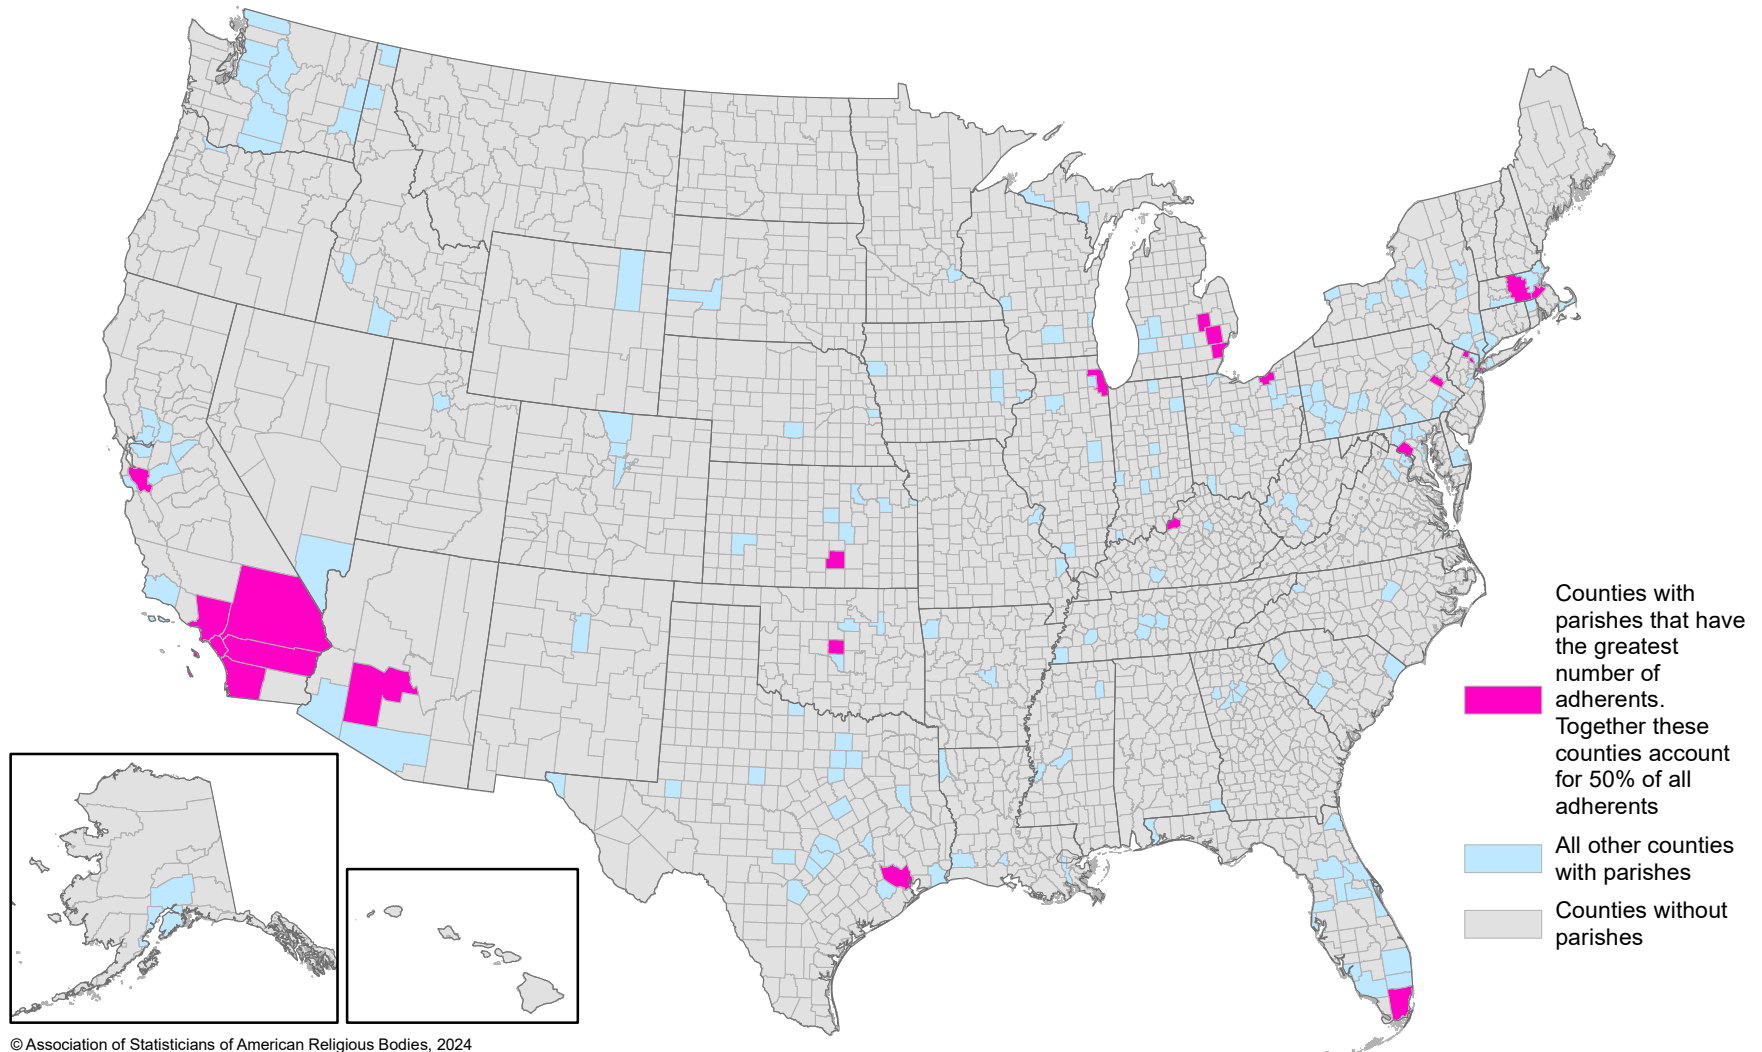 Counties with
parishes that have
the greatest
number of
adherents.
Together these
counties account
for 50% of all
adherents
All other counties
with parishes
Counties without
parishes
© Association of Statisticians of American Religious Bodies, 2024